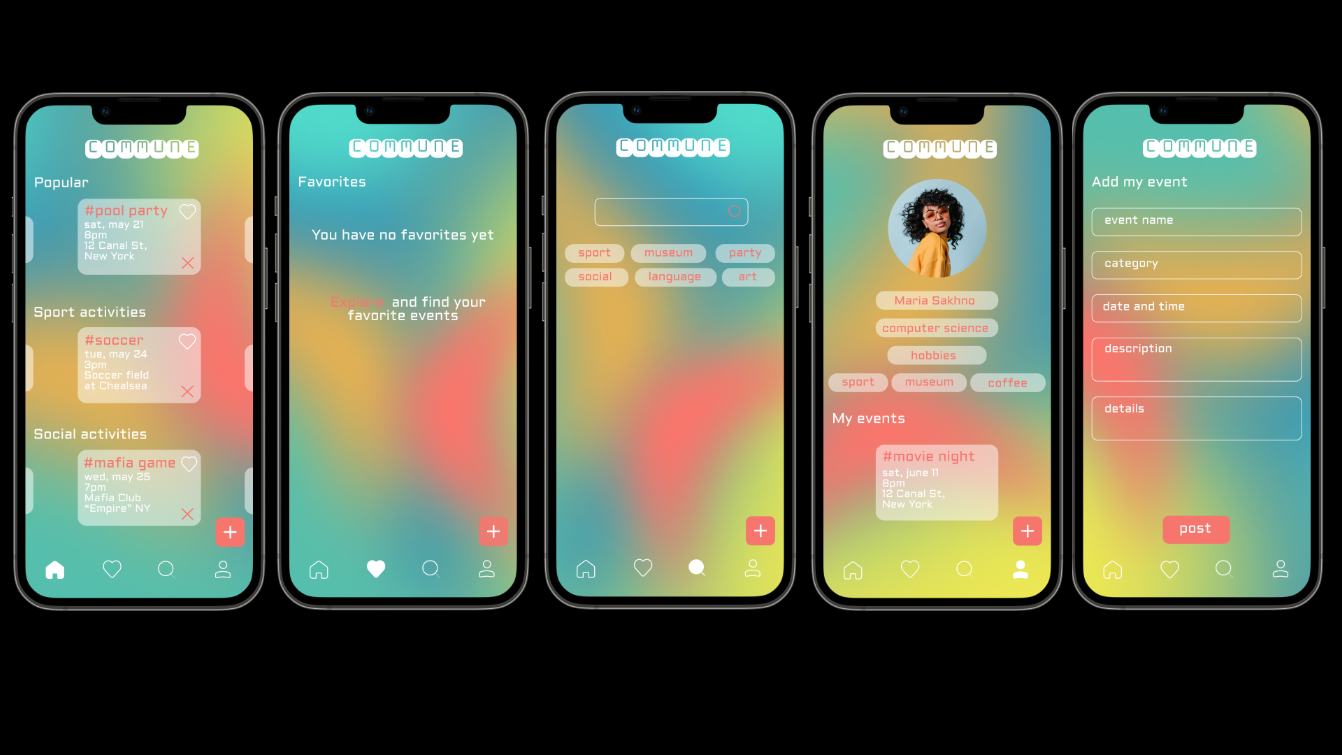 COMMUNE
Popular
#pool party
sat, may 21
8pm
12 Canal St,
New York
Sport activities
#soccer
tue, may 24
3pm
Soccer field
at Chealsea
Social activities
#mafia game
wed, may 25
7pm
Mafia Club
“Empire” NY
+
COMMUNE
Favorites
You have no favorites yet
Explore and find your
favorite events
+
COMMUNE
sport museum party
social language art
+
COMMUNE
Maria Sakhno
computer science
hobbies
sport museum coffee
My events
#movie night
sat, june 11
8pm
12 Canal St,
New York
+
COMMUNE
Add my event
event name
category
date and time
description
details
post